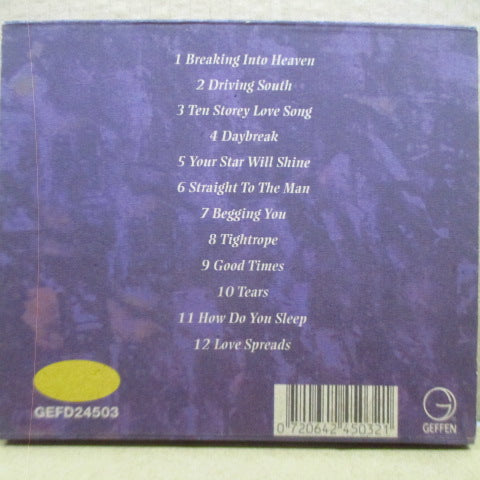 1 Breaking Into Heaven
2 Driving South
3 Ten Storey Love Song
4 Daybreak
5 Your Star Will Shine
6 Straight To The Man
7 Begging You
8 Tightrope
9 Good Times
10 Tears
11 How Do You Sleep
12 Love Spreads
GEFD24503
0 720642 450321
GEFFEN